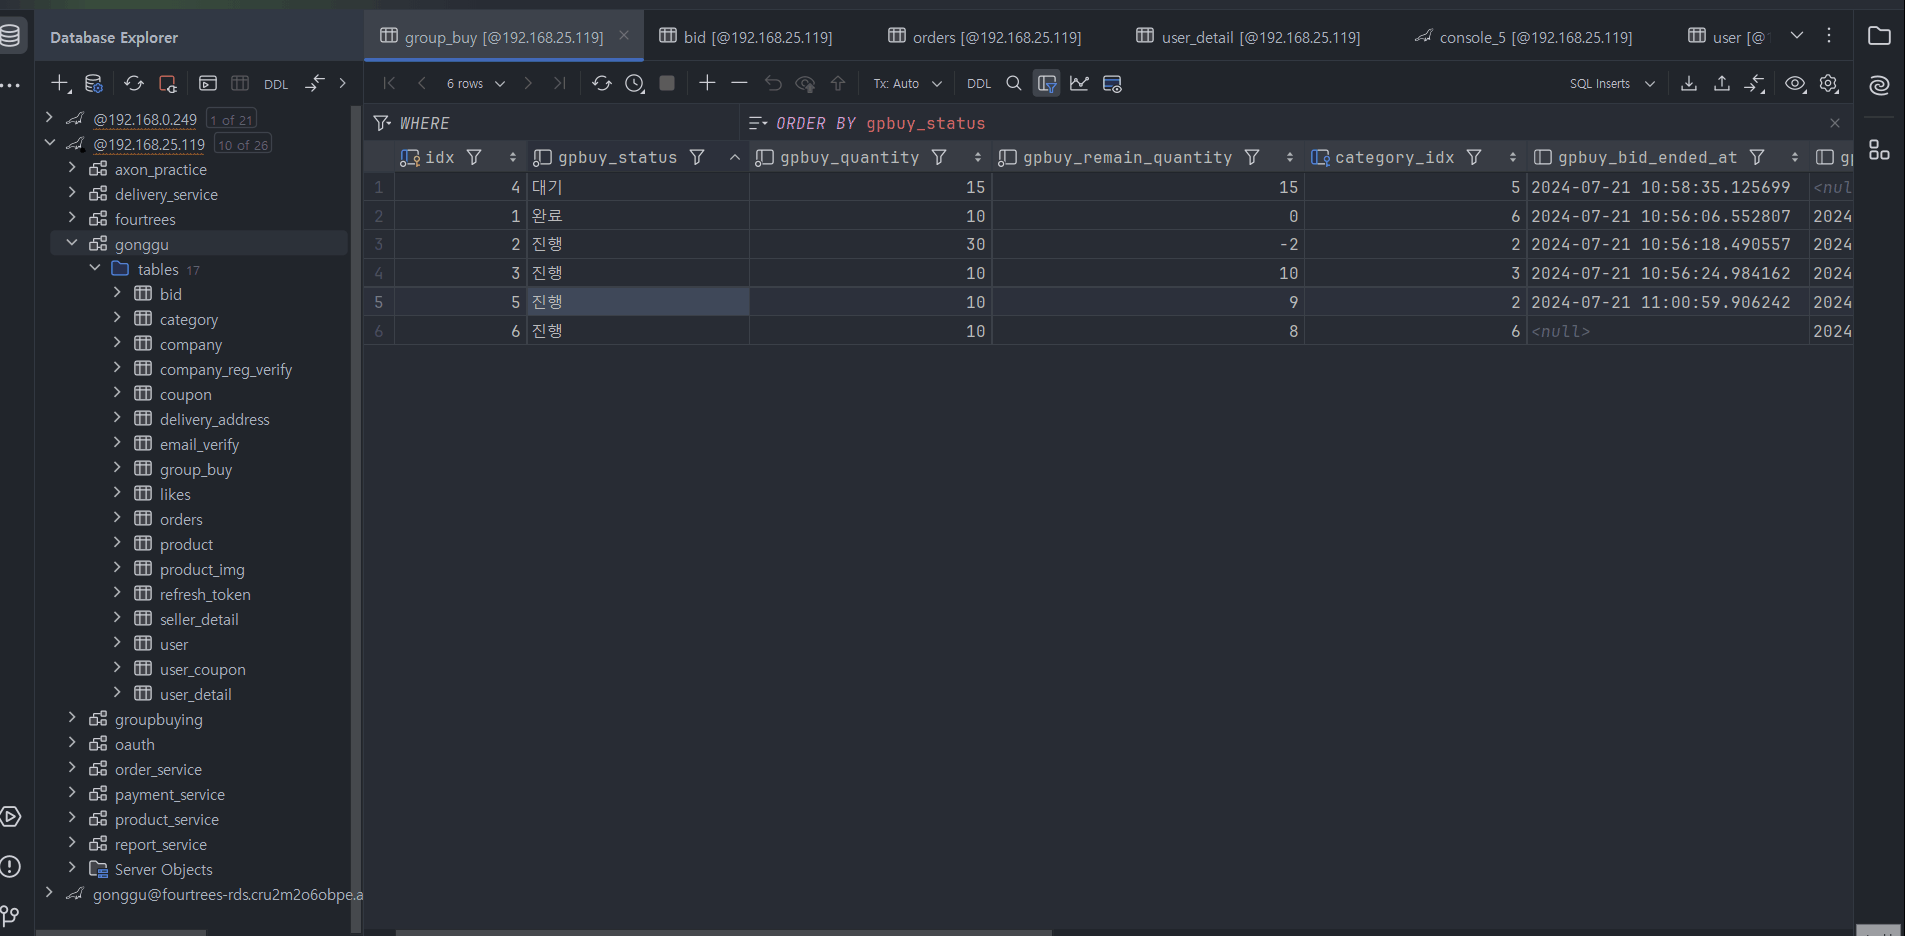 Database Explorer
group_buy [@192.168.25.119]
bid [@192.168.25.119]
orders [@192.168.25.119]
user_detail [@192.168.25.119]
console_5 [@192.168.25.119]
user [@
DDL
6 rows
Tx: Auto
DDL
SQL Inserts
@192.168.0.249 1 of 21
@192.168.25.119 10 of 26
axon_practice
delivery_service
fourtrees
gonggu
tables 17
bid
category
company
company_reg_verify
coupon
delivery_address
email_verify
group_buy
likes
orders
product
product_img
refresh_token
seller_detail
user
user_coupon
user_detail
groupbuying
oauth
order_service
payment_service
product_service
report_service
Server Objects
gonggu@fourtrees-rds.cru2m2o6obpe.a
WHERE
ORDER BY gpbuy_status
idx gpbuy_status gpbuy_quantity gpbuy_remain_quantity category_idx gpbuy_bid_ended_at
1 4 대기 15 15 5 2024-07-21 10:58:35.125699 <nul
2 1 완료 10 0 6 2024-07-21 10:56:06.552807 2024
3 2 진행 30 -2 2 2024-07-21 10:56:18.490557 2024
4 3 진행 10 10 3 2024-07-21 10:56:24.984162 2024
5 5 진행 10 9 2 2024-07-21 11:00:59.906242 2024
6 6 진행 10 8 6 <null> 2024